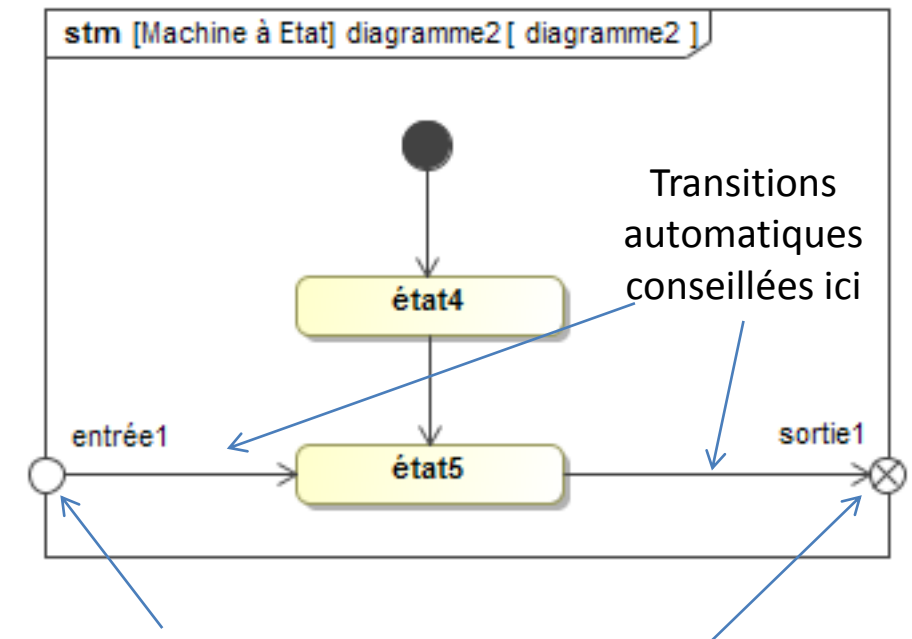 stm [Machine à Etat] diagramme2 [ diagramme2 ]
Transitions
automatiques
conseillées ici
état4
entrée1
sortie1
état5